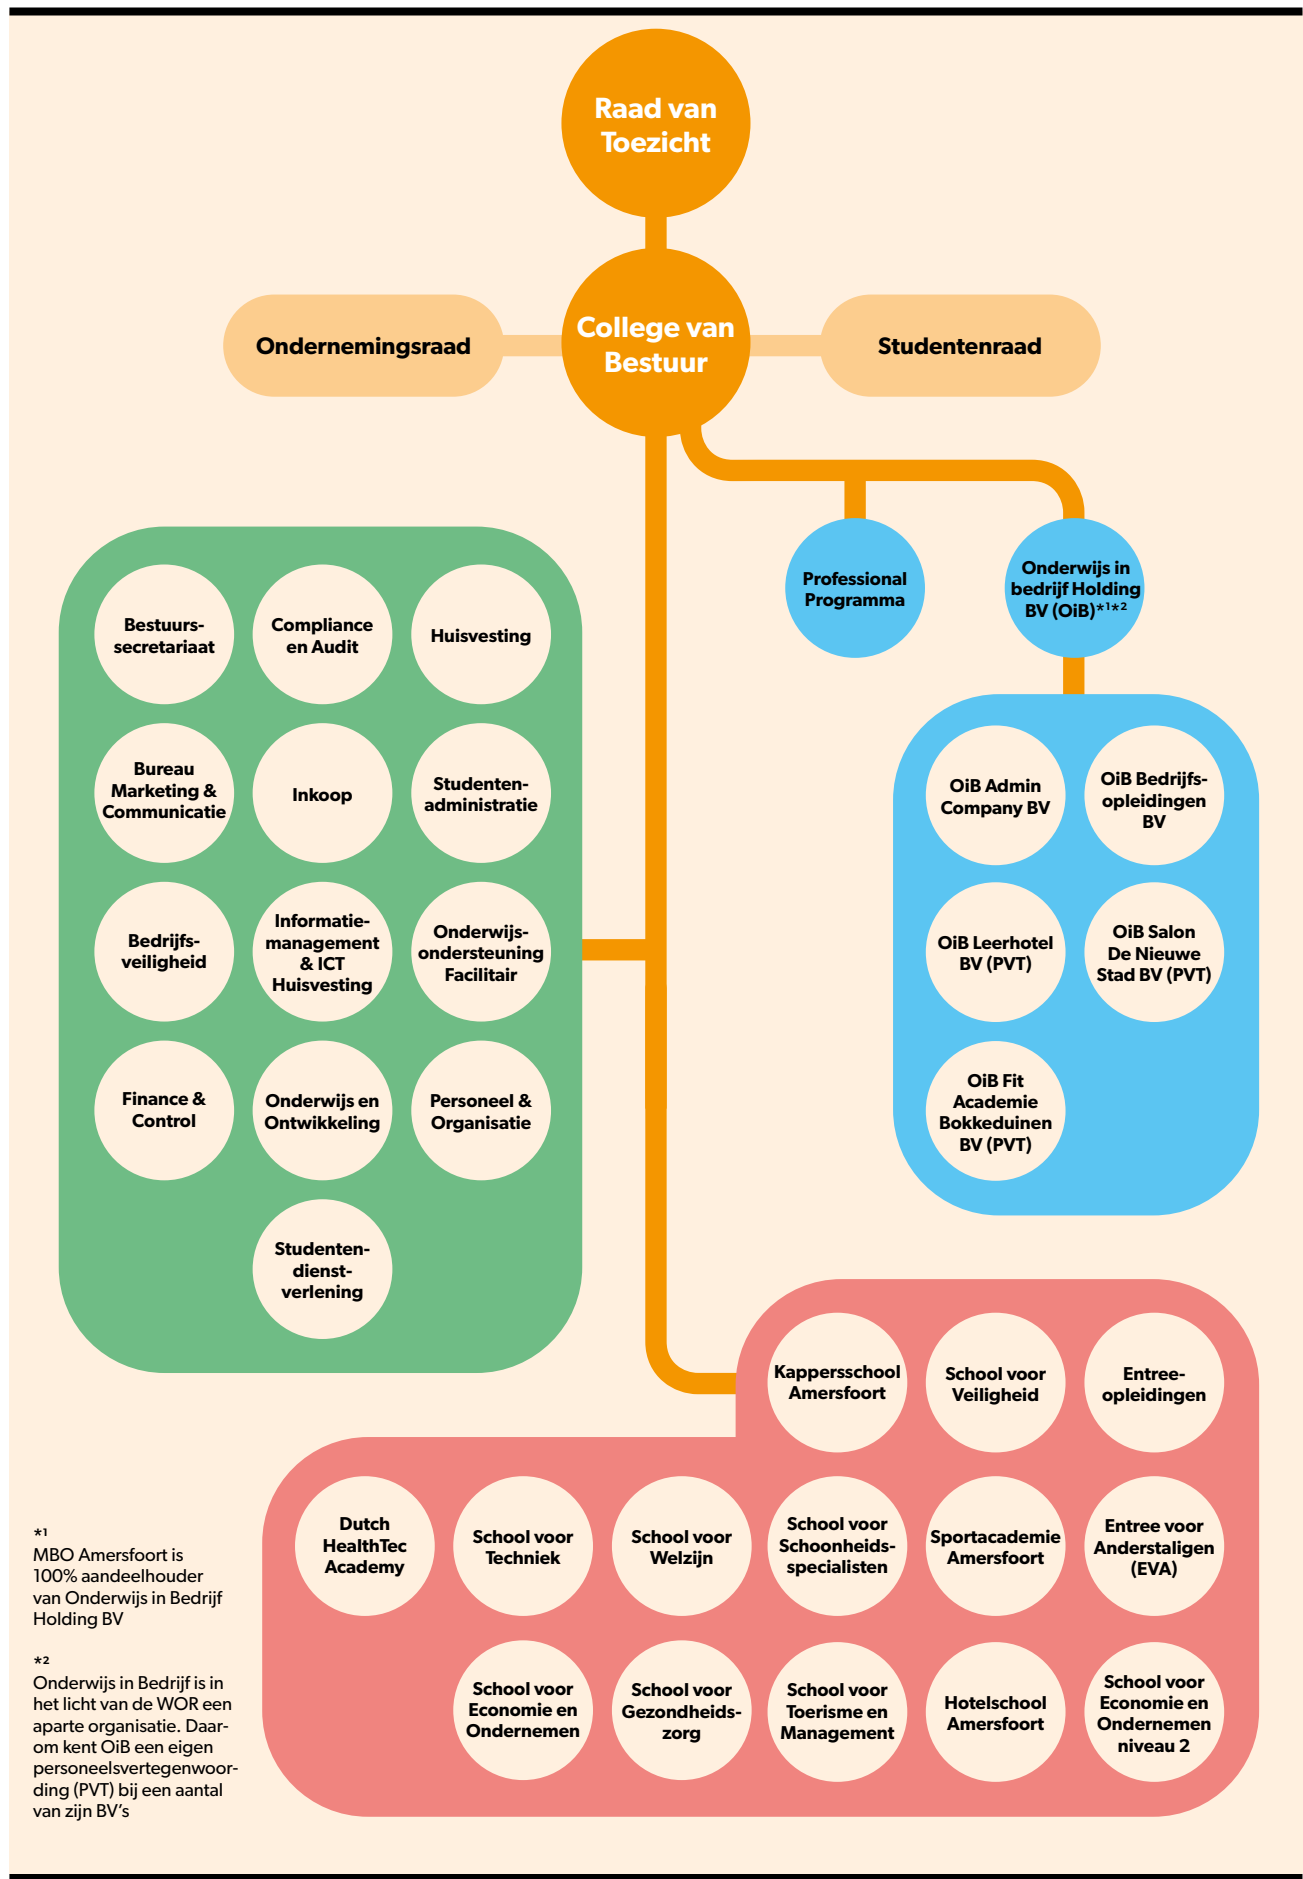 Raad van
Toezicht
College van
Bestuur
Ondernemingsraad
Studentenraad
Professional
Programma
Onderwijs in
bedrijf Holding
BV (OiB)*¹*²
Bestuurs-
secretariaat
Compliance
en Audit
Huisvesting
Bureau
Marketing &
Communicatie
Inkoop
Studenten-
administratie
Bedrijfs-
veiligheid
Informatie-
management
& ICT
Huisvesting
Onderwijs-
ondersteuning
Facilitair
Finance &
Control
Onderwijs en
Ontwikkeling
Personeel &
Organisatie
Studenten-
dienst-
verlening
OiB Admin
Company BV
OiB Bedrijfs-
opleidingen
BV
OiB Leerhotel
BV (PVT)
OiB Salon
De Nieuwe
Stad BV (PVT)
OiB Fit
Academie
Bokkeduinen
BV (PVT)
Kappersschool
Amersfoort
School voor
Veiligheid
Entree-
opleidingen
Dutch
HealthTec
Academy
School voor
Techniek
School voor
Welzijn
School voor
Schoonheids-
specialisten
Sportacademie
Amersfoort
Entree voor
Anderstaligen
(EVA)
School voor
Economie en
Ondernemen
School voor
Gezondheids-
zorg
School voor
Toerisme en
Management
Hotelschool
Amersfoort
School voor
Economie en
Ondernemen
niveau 2
*¹
MBO Amersfoort is
100% aandeelhouder
van Onderwijs in Bedrijf
Holding BV
*²
Onderwijs in Bedrijf is in
het licht van de WOR een
aparte organisatie. Daar-
om kent OiB een eigen
personeelsvertegenwoor-
ding (PVT) bij een aantal
van zijn BV's